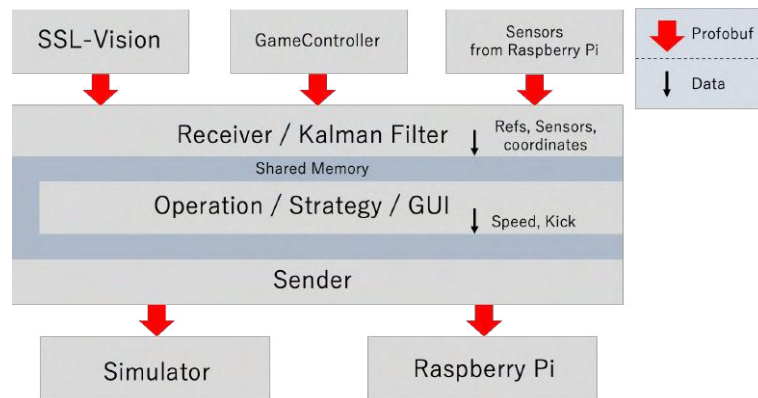 SSL-Vision
GameController
Sensors
from Raspberry Pi
Profobuf
Data
Receiver / Kalman Filter
Refs, Sensors,
coordinates
Shared Memory
Operation / Strategy / GUI
Speed, Kick
Sender
Simulator
Raspberry Pi